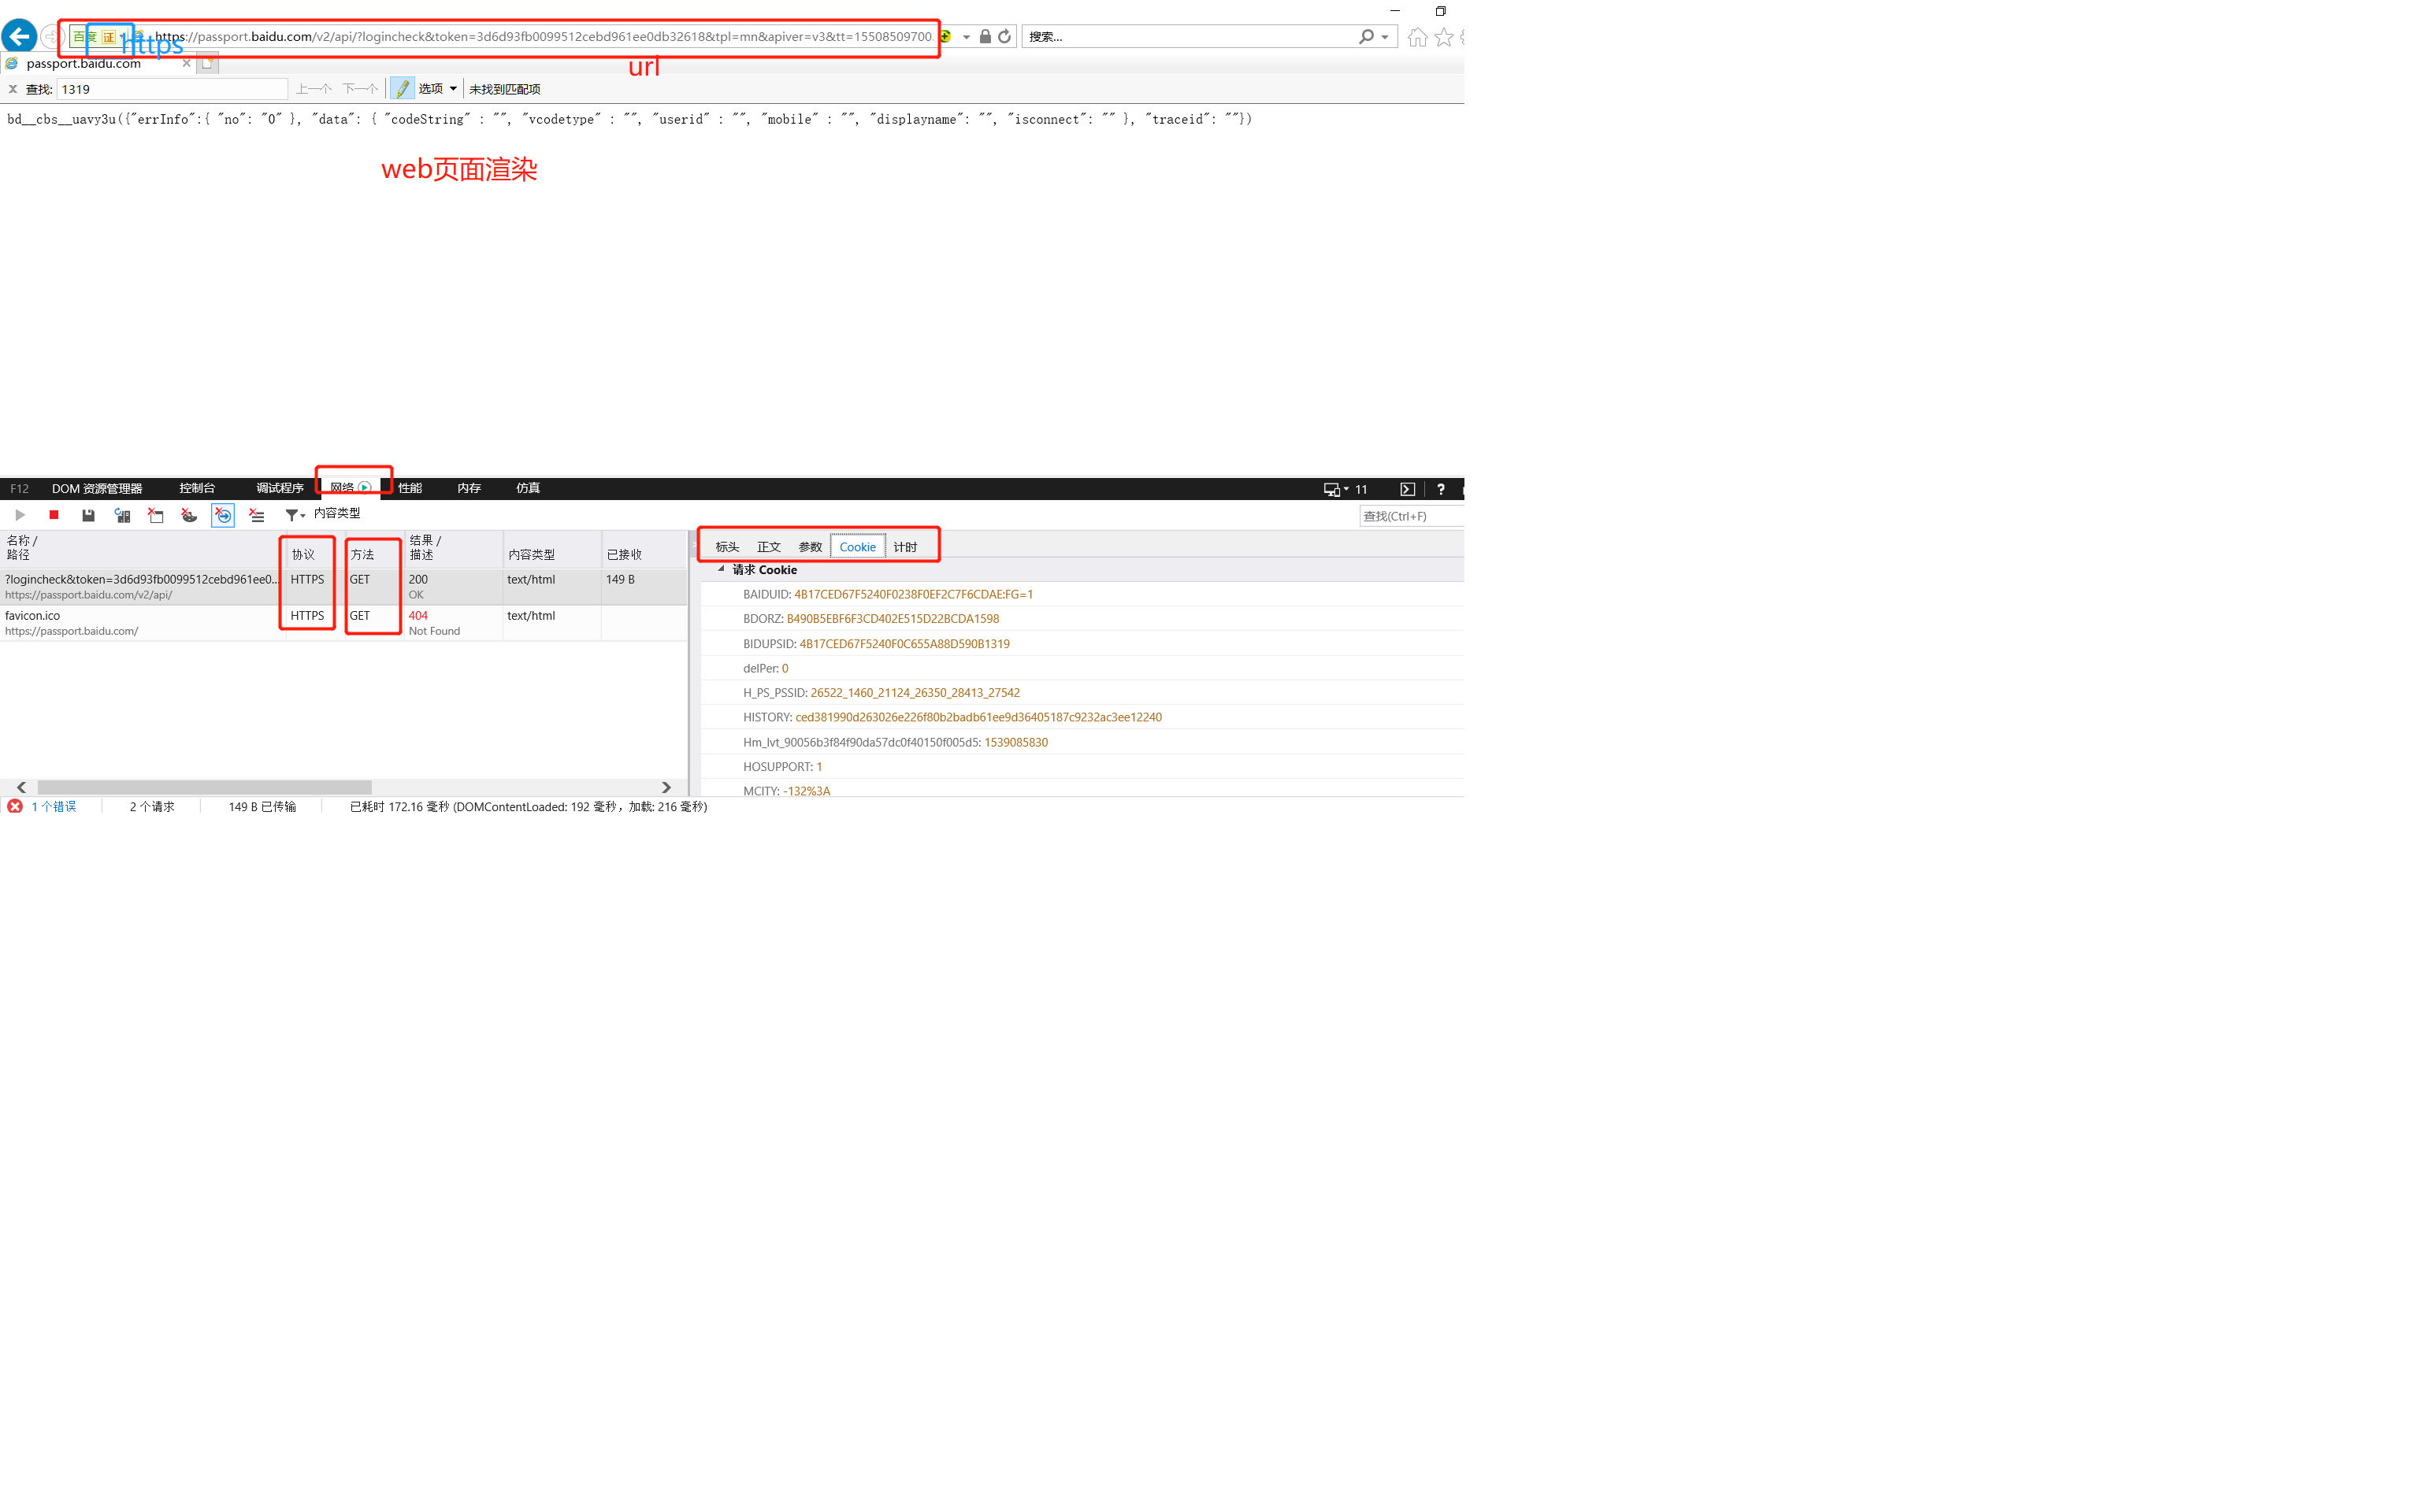 百度 证 https://passport.baidu.com/v2/api/?logincheck&token=3d6d93fb0099512cebd961ee0db32618&tpl=mn&apiver=v3&tt=15508509700 搜索...
https
passport.baidu.com
url
X 查找: 1319 上一个 下一个 选项 未找到匹配项
bd__cbs__uavy3u({"errInfo":{ "no": "0" }, "data": { "codeString" : "", "vcodetype" : "", "userid" : "", "mobile" : "", "displayname": "", "isconnect": "" }, "traceid": ""})
web页面渲染
F12 DOM 资源管理器 控制台 调试程序 网络 性能 内存 仿真 11 ?
内容类型 查找(Ctrl+F)
名称 / 路径 协议 方法 结果 / 描述 内容类型 已接收
?logincheck&token=3d6d93fb0099512cebd961ee0... HTTPS GET 200 text/html 149 B
https://passport.baidu.com/v2/api/ OK
favicon.ico HTTPS GET 404 text/html
https://passport.baidu.com/ Not Found
标头 正文 参数 Cookie 计时
请求 Cookie
BAIDUID: 4B17CED67F5240F0238F0EF2C7F6CDAE:FG=1
BDORZ: B490B5EBF6F3CD402E515D22BCDA1598
BIDUPSID: 4B17CED67F5240F0C655A88D590B1319
delPer: 0
H_PS_PSSID: 26522_1460_21124_26350_28413_27542
HISTORY: ced381990d263026e226f80b2badb61ee9d36405187c9232ac3ee12240
Hm_lvt_90056b3f84f90da57dc0f40150f005d5: 1539085830
HOSUPPORT: 1
MCITY: -132%3A
1 个错误 2 个请求 149 B 已传输 已耗时 172.16 毫秒 (DOMContentLoaded: 192 毫秒，加载: 216 毫秒)